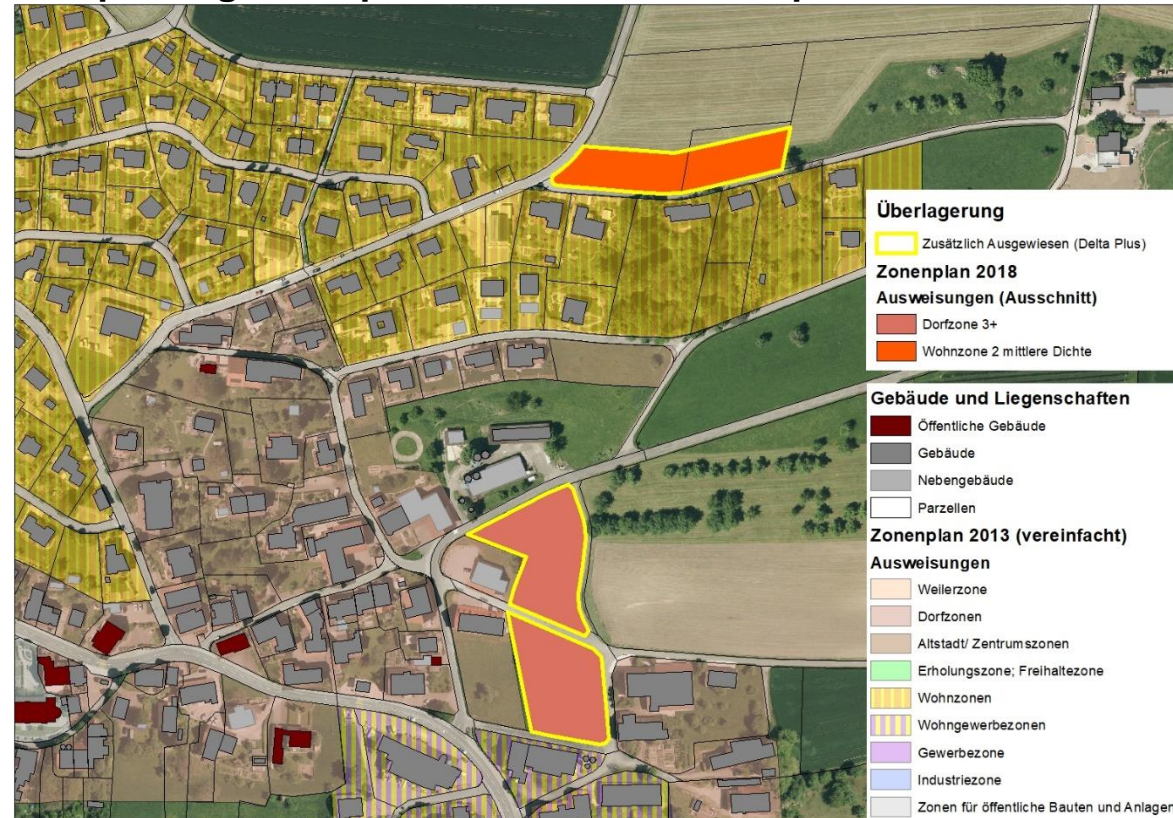 Überlagerung
Zusätzlich Ausgewiesen (Delta Plus)
Zonenplan 2018
Ausweisungen (Ausschnitt)
Dorfzone 3+
Wohnzone 2 mittlere Dichte
Gebäude und Liegenschaften
Öffentliche Gebäude
Gebäude
Nebengebäude
Parzellen
Zonenplan 2013 (vereinfacht)
Ausweisungen
Weilerzone
Dorfzonen
Altstadt/ Zentrumszonen
Erholungszone; Freihaltezone
Wohnzonen
Wohngewerbezonen
Gewerbezone
Industriezone
Zonen für öffentliche Bauten und Anlagen